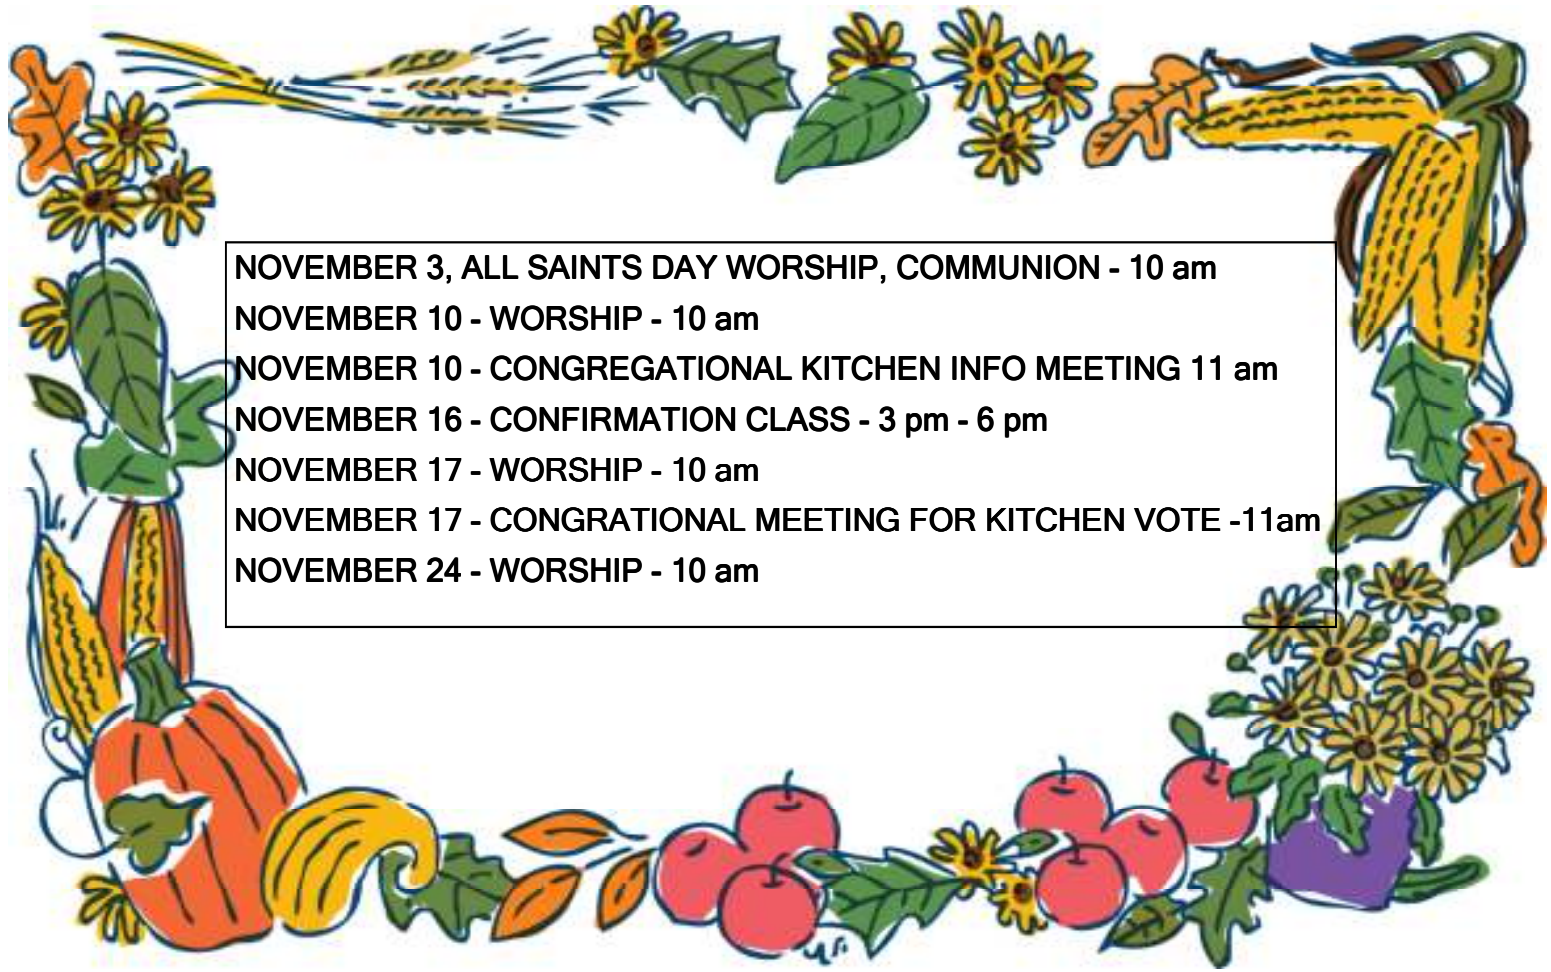 NOVEMBER 3, ALL SAINTS DAY WORSHIP, COMMUNION - 10 am
NOVEMBER 10 - WORSHIP - 10 am
NOVEMBER 10 - CONGREGATIONAL KITCHEN INFO MEETING 11 am
NOVEMBER 16 - CONFIRMATION CLASS - 3 pm - 6 pm
NOVEMBER 17 - WORSHIP - 10 am
NOVEMBER 17 - CONGRATIONAL MEETING FOR KITCHEN VOTE -11am
NOVEMBER 24 - WORSHIP - 10 am